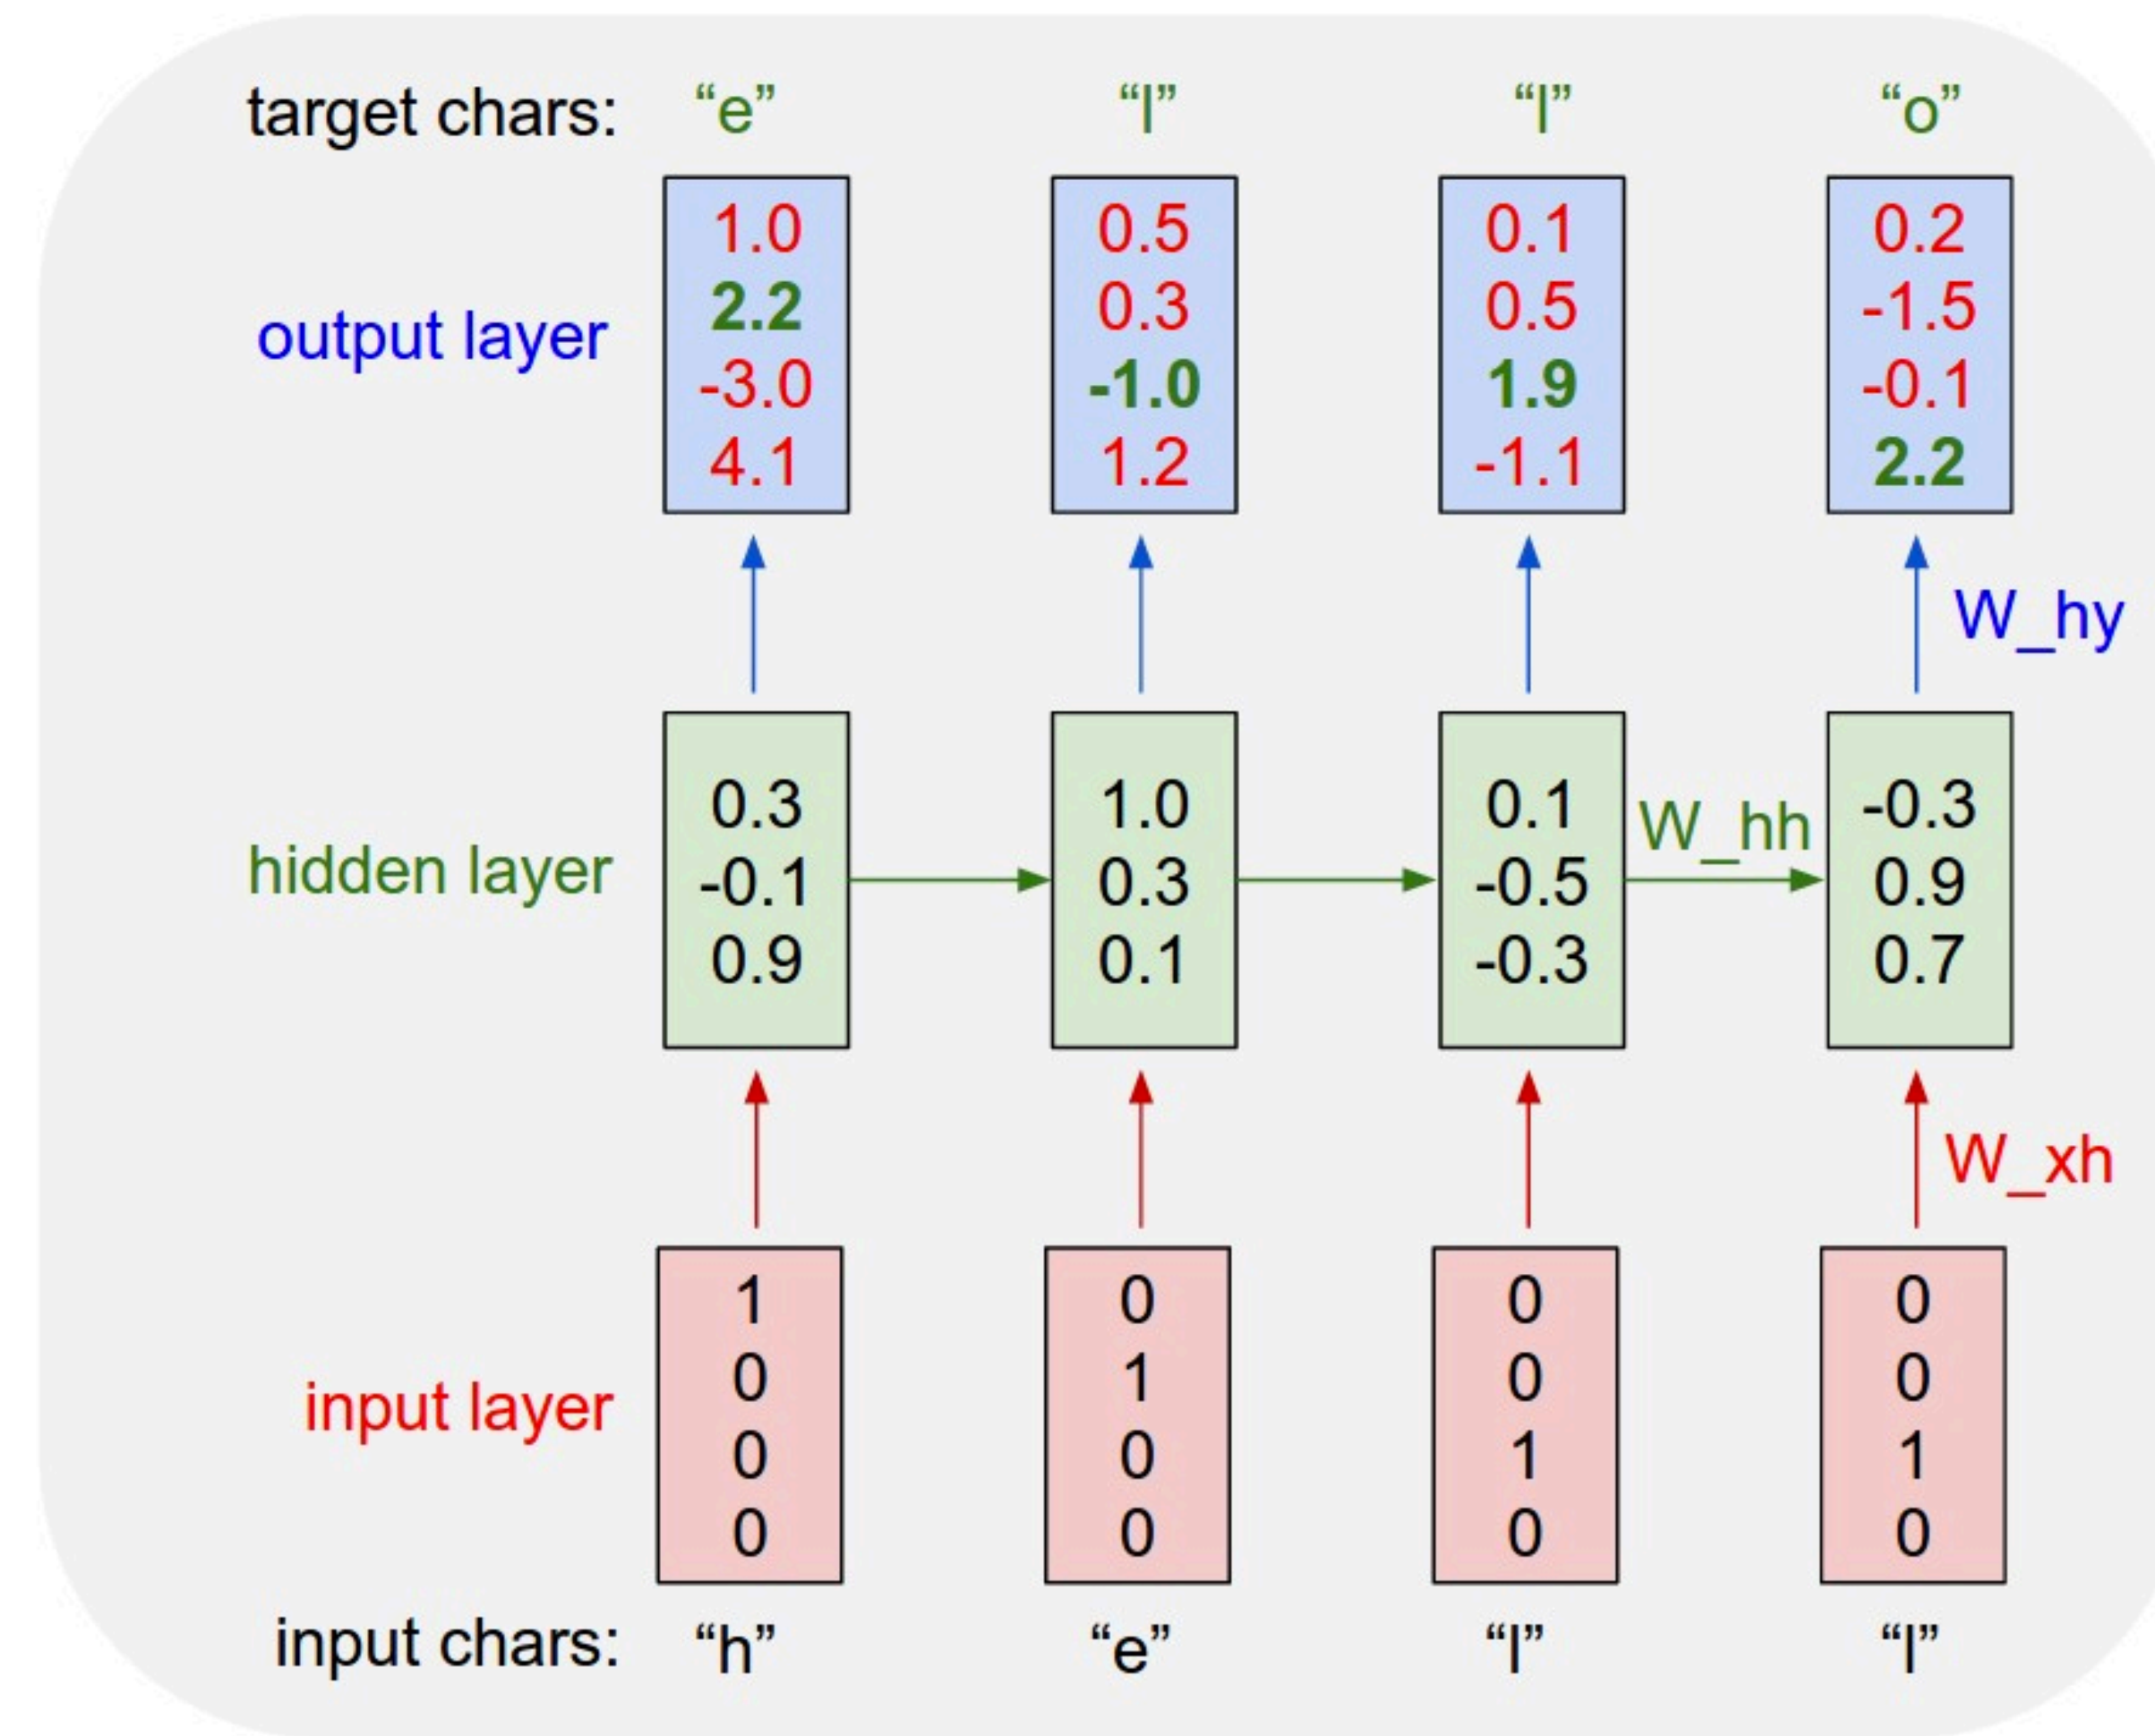 target chars: “e” “l” “l” “o”
1.0 0.5 0.1 0.2
2.2 0.3 0.5 -1.5
output layer
-3.0 -1.0 1.9 -0.1
4.1 1.2 -1.1 2.2
W_hy
0.3 1.0 0.1 W_hh -0.3
hidden layer -0.1 0.3 -0.5 0.9
0.9 0.1 -0.3 0.7
W_xh
1 0 0 0
0 1 0 0
input layer
0 0 1 1
0 0 0 0
input chars: “h” “e” “l” “l”